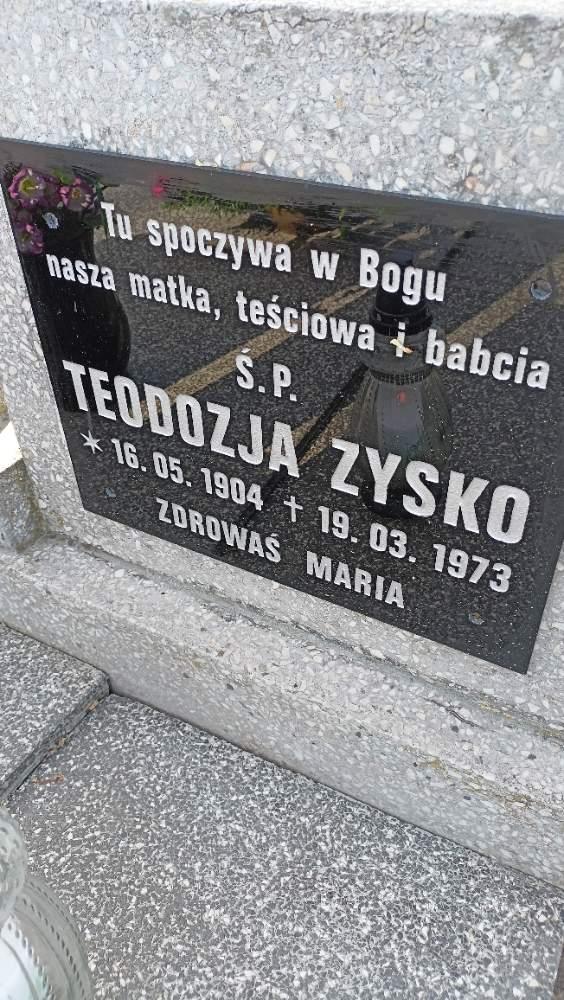 Tu spoczywa w Bogu
nasza matka, teściowa i babcia
Ś.P.
TEODOZJA ZYSKO
* 16. 05. 1904 † 19. 03. 1973
ZDROWAŚ MARIA